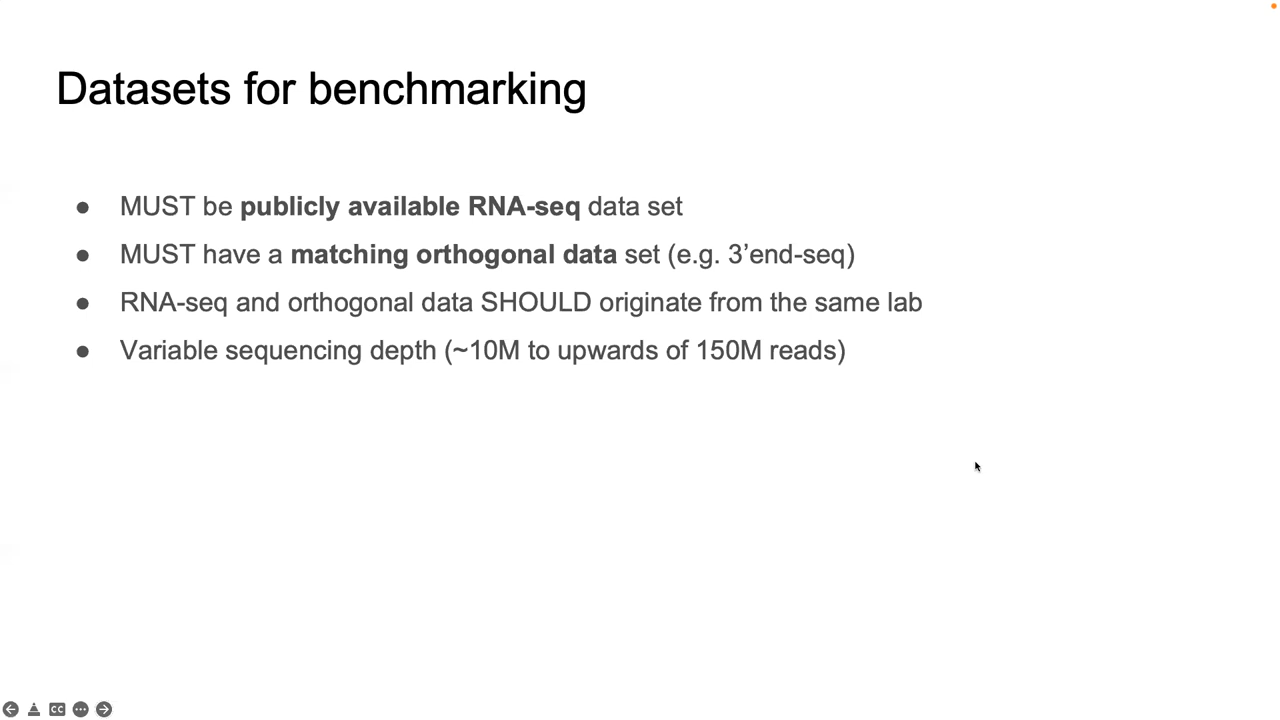 Datasets for benchmarking
● MUST be publicly available RNA-seq data set
● MUST have a matching orthogonal data set (e.g. 3’end-seq)
● RNA-seq and orthogonal data SHOULD originate from the same lab
● Variable sequencing depth (~10M to upwards of 150M reads)
CC